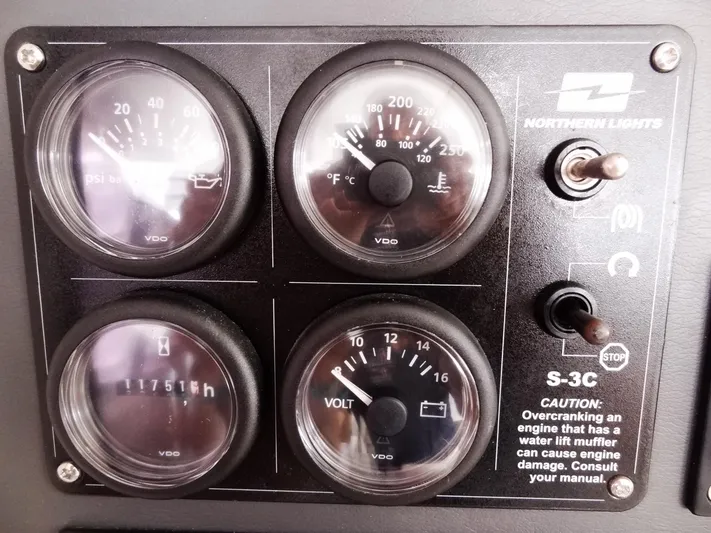 20 40 60
psi
VDO
180 200 220
80 100 120
250
°F °C
VDO
NORTHERN LIGHTS
h
VDO
8 10 12 14 16
VOLT
VDO
STOP
S-3C
CAUTION:
Overcranking an
engine that has a
water lift muffler
can cause engine
damage. Consult
your manual.